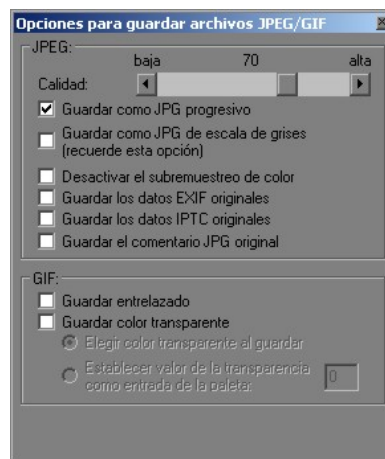 Opciones para guardar archivos JPEG/GIF
JPEG:
baja 70 alta
Calidad:
Guardar como JPG progresivo
Guardar como JPG de escala de grises
(recuerde esta opción)
Desactivar el subremuestreo de color
Guardar los datos EXIF originales
Guardar los datos IPTC originales
Guardar el comentario JPG original
GIF:
Guardar entrelazado
Guardar color transparente
Elegir color transparente al guardar
Establecer valor de la transparencia
como entrada de la paleta:
0